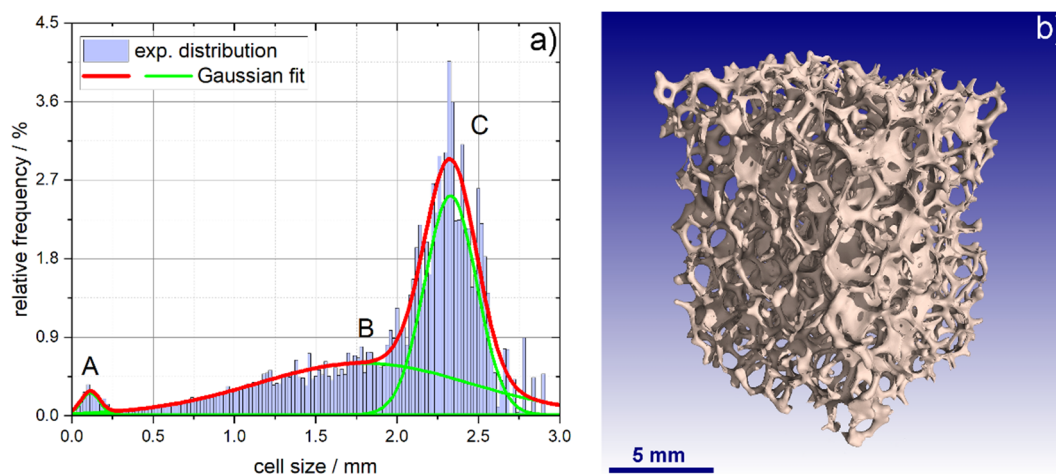 a)
exp. distribution
Gaussian fit
4.5
3.6
2.7
1.8
0.9
0.0
relative frequency / %
A
B
C
0.0 0.5 1.0 1.5 2.0 2.5 3.0
cell size / mm
b)
5 mm